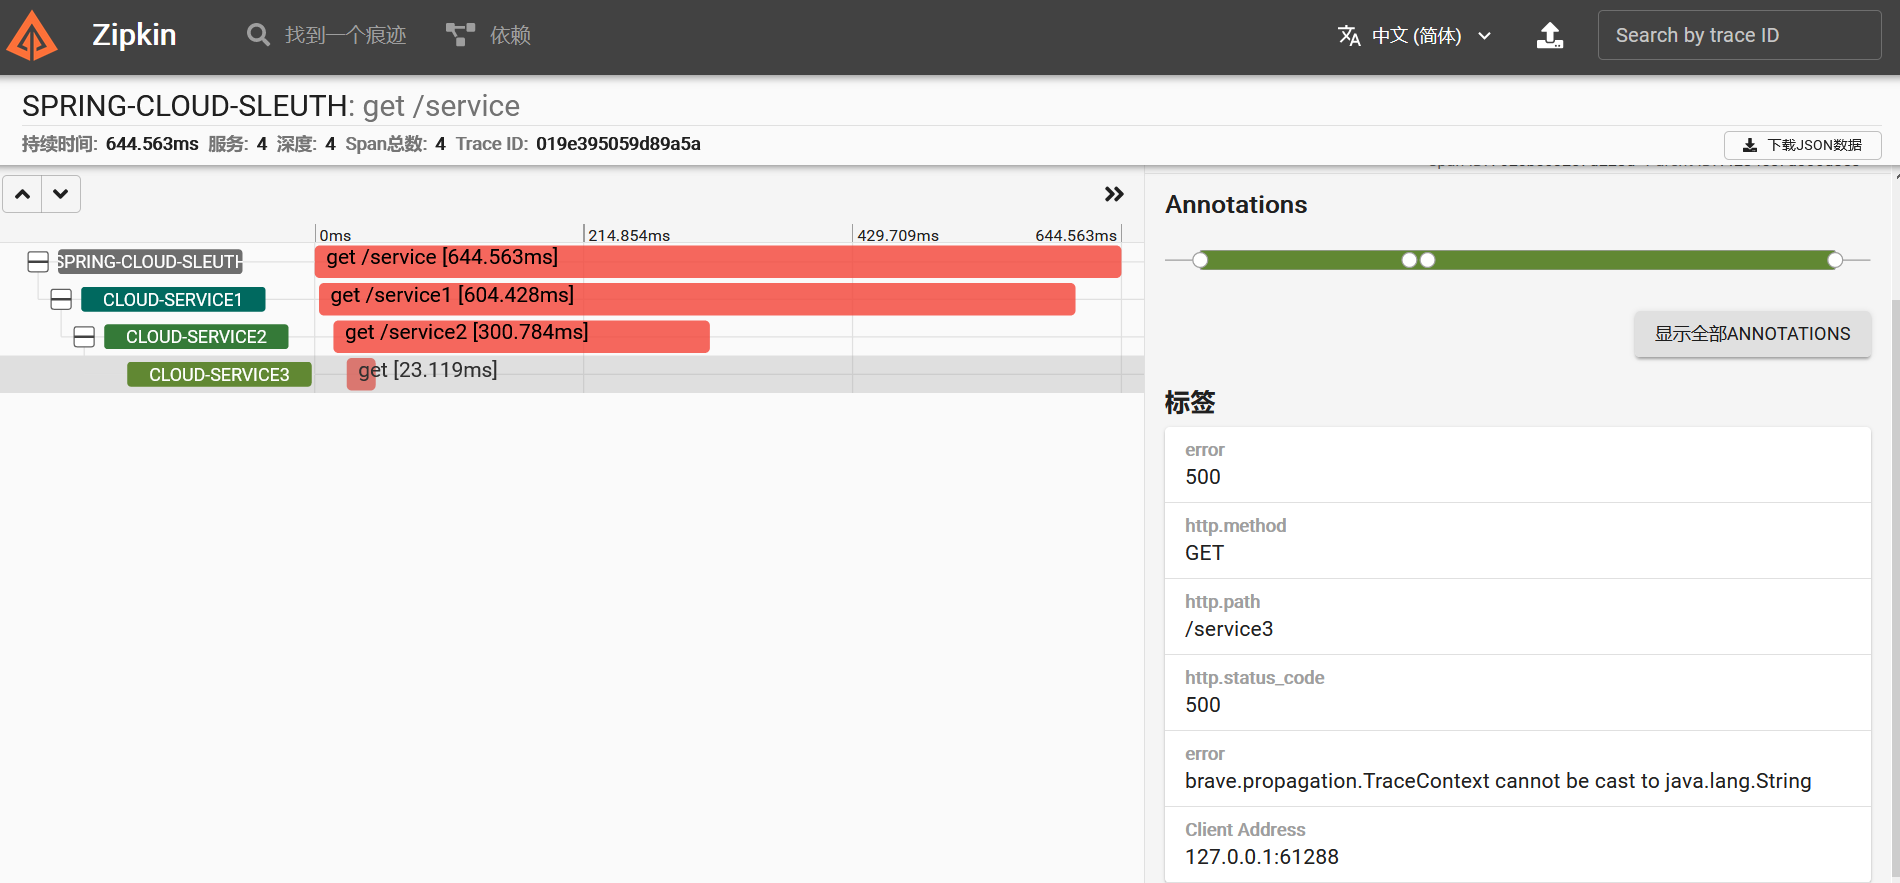 Zipkin 找到一个痕迹 依赖 中文 (简体) Search by trace ID
SPRING-CLOUD-SLEUTH: get /service
持续时间: 644.563ms 服务: 4 深度: 4 Span总数: 4 Trace ID: 019e395059d89a5a
下载JSON数据
0ms 214.854ms 429.709ms 644.563ms
SPRING-CLOUD-SLEUTH get /service [644.563ms]
CLOUD-SERVICE1 get /service1 [604.428ms]
CLOUD-SERVICE2 get /service2 [300.784ms]
CLOUD-SERVICE3 get [23.119ms]
Annotations
显示全部ANNOTATIONS
标签
error
500
http.method
GET
http.path
/service3
http.status_code
500
error
brave.propagation.TraceContext cannot be cast to java.lang.String
Client Address
127.0.0.1:61288